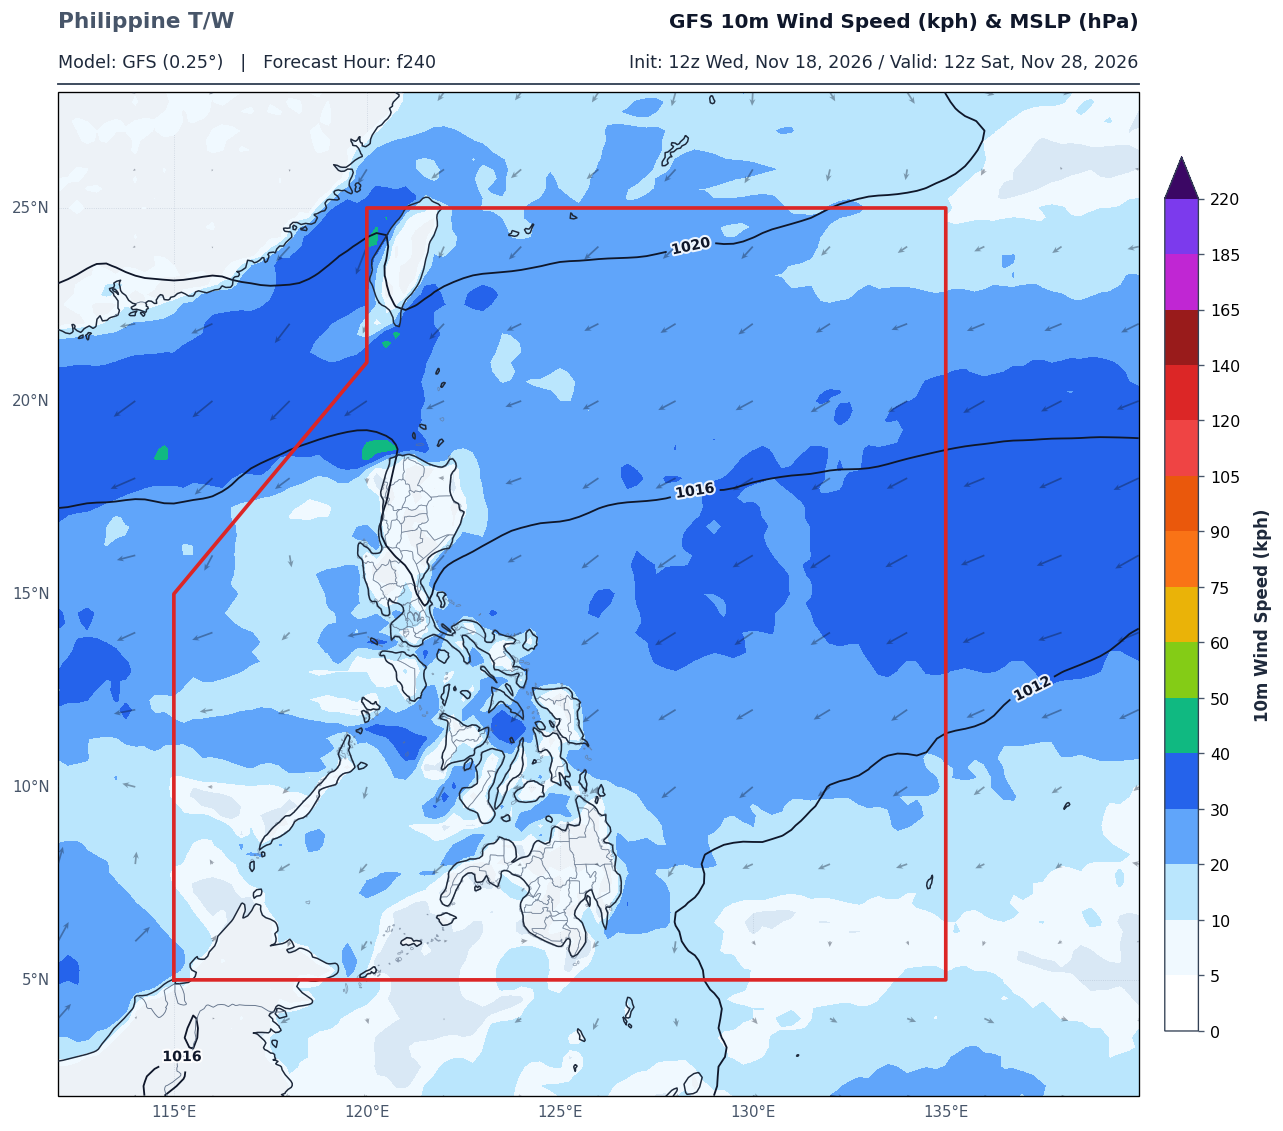 Philippine T/W
GFS 10m Wind Speed (kph) & MSLP (hPa)
Model: GFS (0.25°) | Forecast Hour: f240
Init: 12z Wed, Nov 18, 2026 / Valid: 12z Sat, Nov 28, 2026
25°N
20°N
15°N
10°N
5°N
115°E
120°E
125°E
130°E
135°E
1020
1016
1012
1016
220
185
165
140
120
105
90
75
60
50
40
30
20
10
5
0
10m Wind Speed (kph)